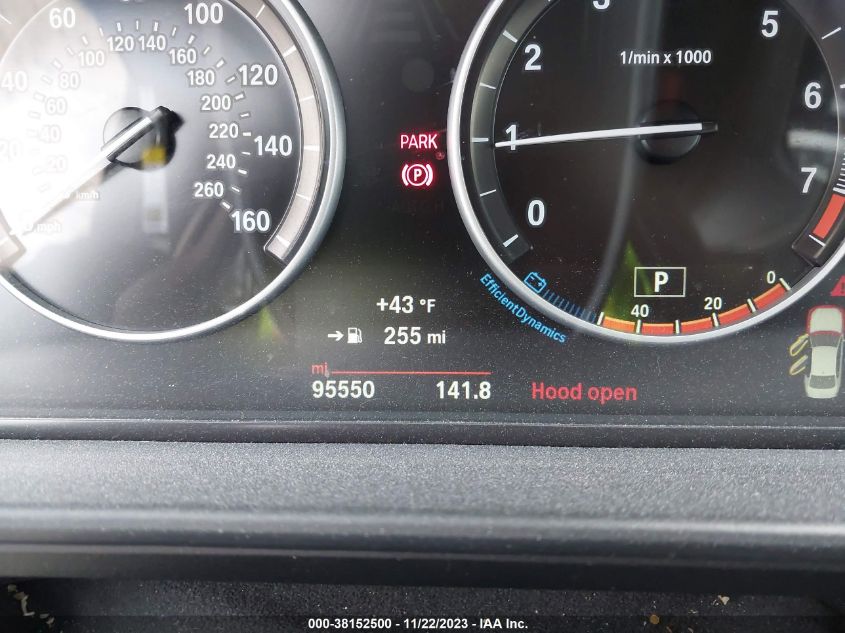 60 100
80 100 120 140 160
40 60 180 120
200
40 220 140
20 20 240
km/h 260
mph 160
PARK
P
1/min x 1000
0 1 2 3 5 6 7
P
EfficientDynamics
40 20 0
+43 °F
255 mi
mi
95550 141.8
Hood open
000-38152500 - 11/22/2023 - IAA Inc.